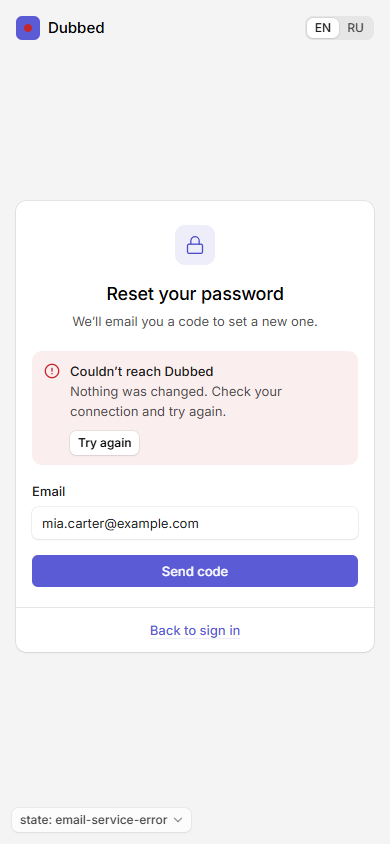 Dubbed
EN RU
Reset your password
We’ll email you a code to set a new one.
Couldn’t reach Dubbed
Nothing was changed. Check your
connection and try again.
Try again
Email
mia.carter@example.com
Send code
Back to sign in
state: email-service-error